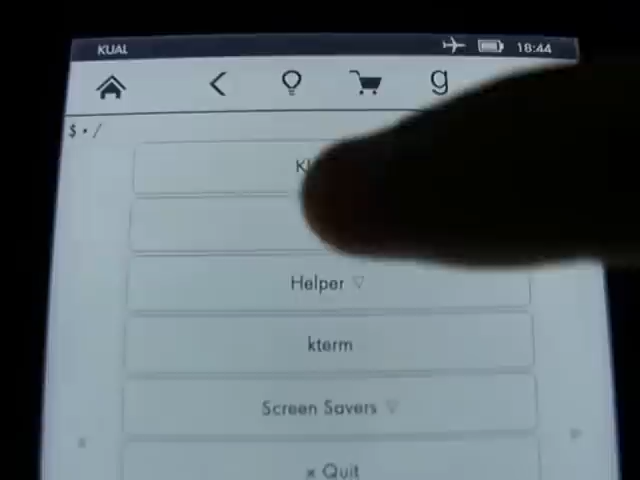 KUAL 18:44
g
$ • /
Helper ▽
kterm
Screen Savers ▽
× Quit